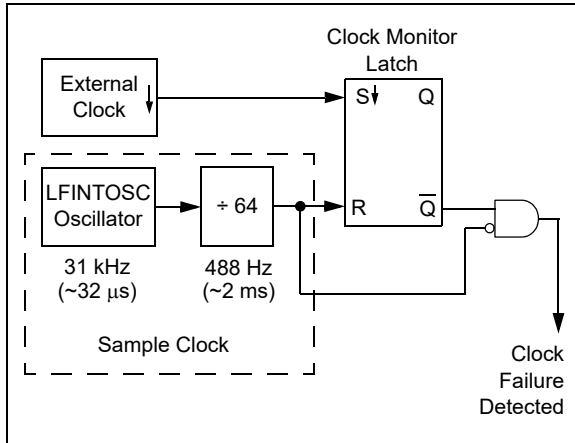 Clock Monitor
Latch
External
Clock
S
Q
LFINTOSC
Oscillator
÷ 64
R
Q̅
31 kHz
(~32 μs)
488 Hz
(~2 ms)
Sample Clock
Clock
Failure
Detected